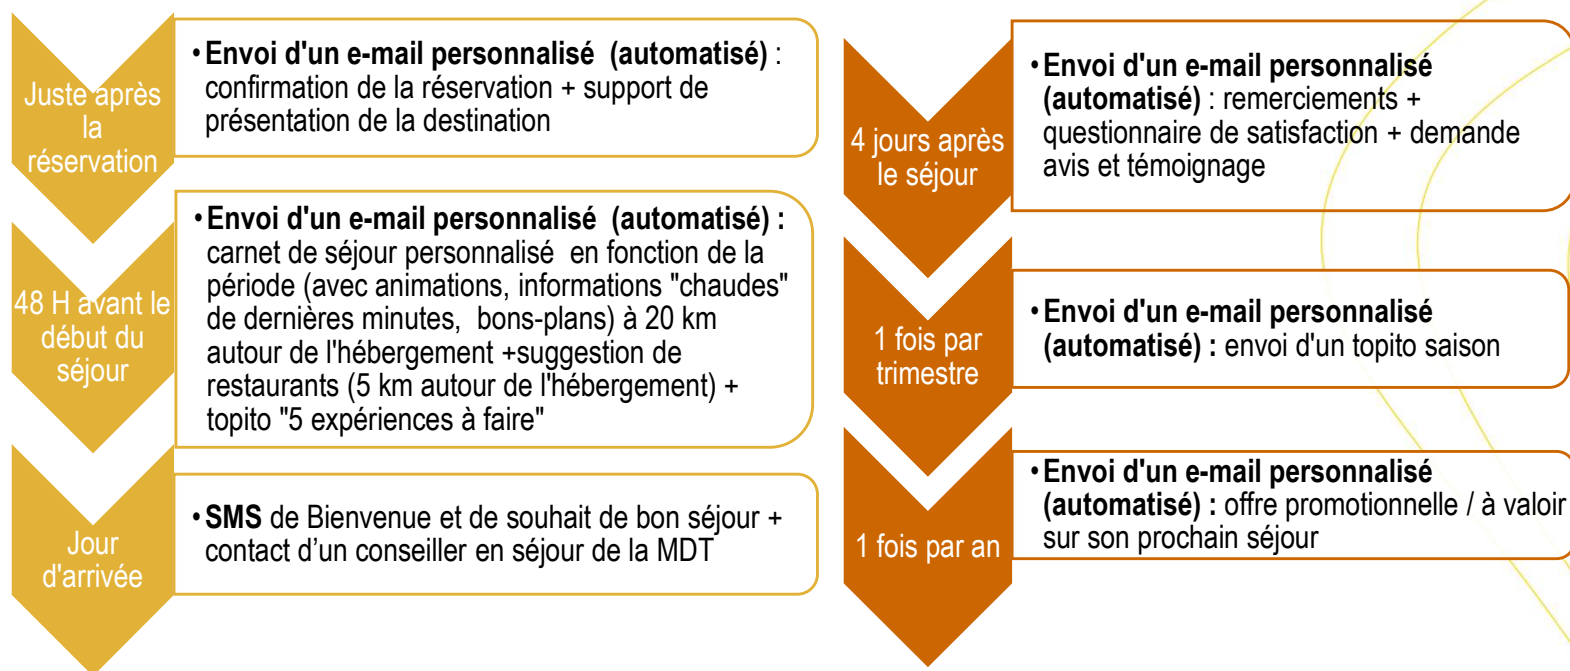 Juste après
la
réservation
• Envoi d'un e-mail personnalisé (automatisé) :
confirmation de la réservation + support de
présentation de la destination
48 H avant le
début du
séjour
• Envoi d'un e-mail personnalisé (automatisé) :
carnet de séjour personnalisé en fonction de la
période (avec animations, informations "chaudes"
de dernières minutes, bons-plans) à 20 km
autour de l'hébergement +suggestion de
restaurants (5 km autour de l'hébergement) +
topito "5 expériences à faire"
Jour
d'arrivée
• SMS de Bienvenue et de souhait de bon séjour +
contact d’un conseiller en séjour de la MDT
4 jours après
le séjour
• Envoi d'un e-mail personnalisé
(automatisé) : remerciements +
questionnaire de satisfaction + demande
avis et témoignage
1 fois par
trimestre
• Envoi d'un e-mail personnalisé
(automatisé) : envoi d'un topito saison
1 fois par an
• Envoi d'un e-mail personnalisé
(automatisé) : offre promotionnelle / à valoir
sur son prochain séjour